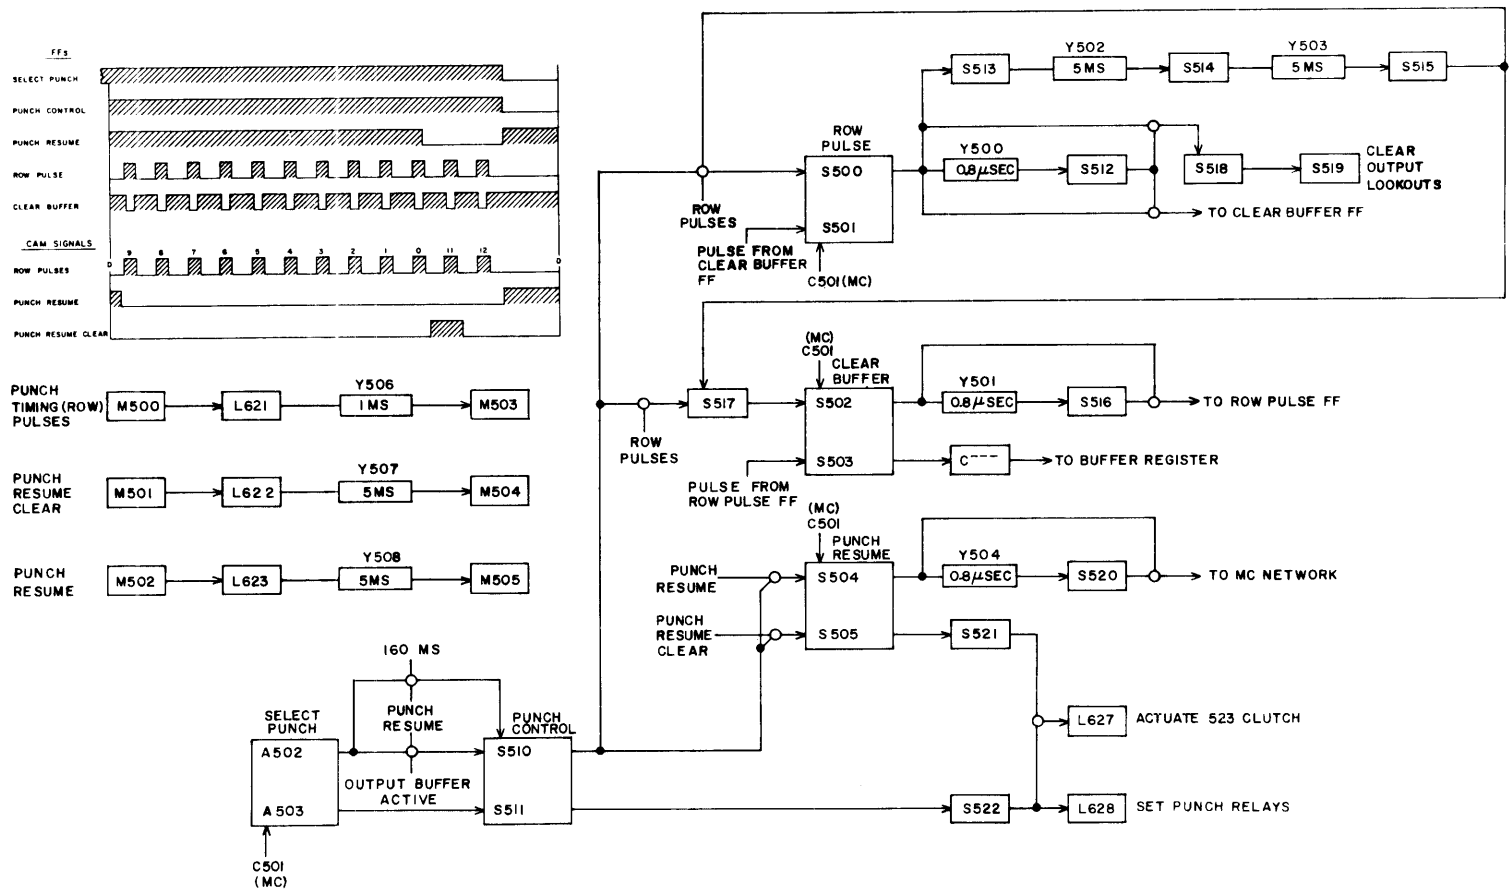 FFs
SELECT PUNCH
PUNCH CONTROL
PUNCH RESUME
ROW PULSE
CLEAR BUFFER
CAM SIGNALS
D 9 8 7 6 5 4 3 2 1 0 11 12 D
ROW PULSES
PUNCH RESUME
PUNCH RESUME CLEAR
PUNCH
TIMING (ROW)
PULSES
M500
L621
Y506
1 MS
M503
PUNCH
RESUME
CLEAR
M501
L622
Y507
5MS
M504
PUNCH
RESUME
M502
L623
Y508
5MS
M505
160 MS
SELECT
PUNCH
A502
A503
C501
(MC)
PUNCH
RESUME
OUTPUT BUFFER
ACTIVE
PUNCH
CONTROL
S510
S511
ROW
PULSES
PULSE FROM
CLEAR BUFFER
FF
ROW
PULSE
S500
S501
C501(MC)
S513
Y502
5MS
S514
Y503
5MS
S515
Y500
0.8µSEC
S512
S518
S519
CLEAR
OUTPUT
LOOKOUTS
TO CLEAR BUFFER FF
ROW
PULSES
S517
(MC)
C501
CLEAR
BUFFER
S502
S503
PULSE FROM
ROW PULSE FF
Y501
0.8µSEC
S516
TO ROW PULSE FF
C---
TO BUFFER REGISTER
(MC)
C501
PUNCH
RESUME
PUNCH
RESUME
PUNCH
RESUME
CLEAR
S504
S505
Y504
0.8µSEC
S520
TO MC NETWORK
S521
L627
ACTUATE 523 CLUTCH
S522
L628
SET PUNCH RELAYS